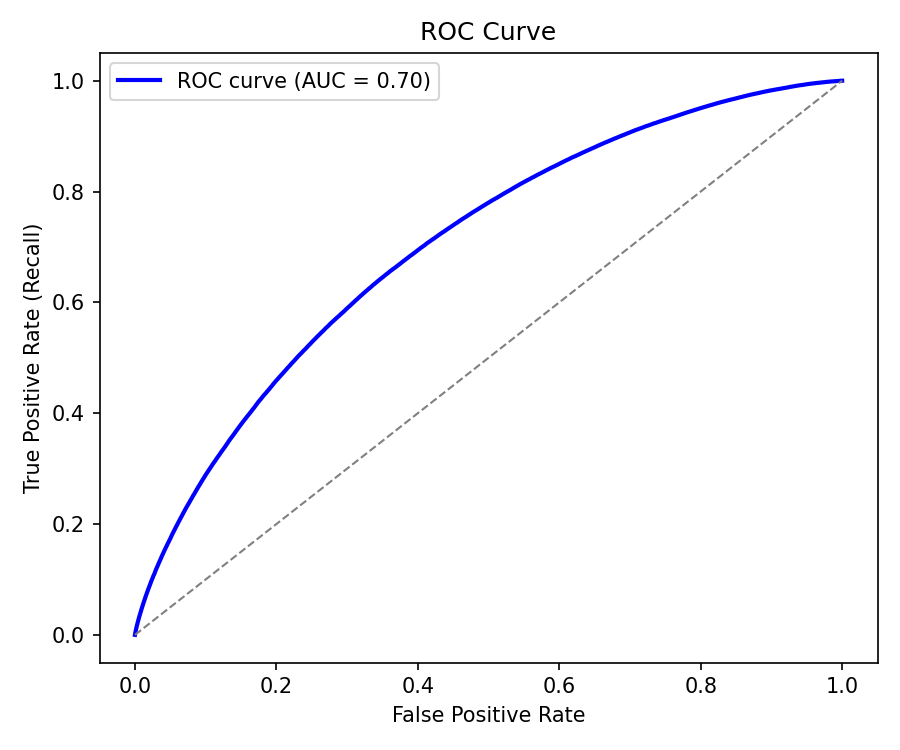 ROC Curve
ROC curve (AUC = 0.70)
True Positive Rate (Recall)
1.0
0.8
0.6
0.4
0.2
0.0
0.0 0.2 0.4 0.6 0.8 1.0
False Positive Rate